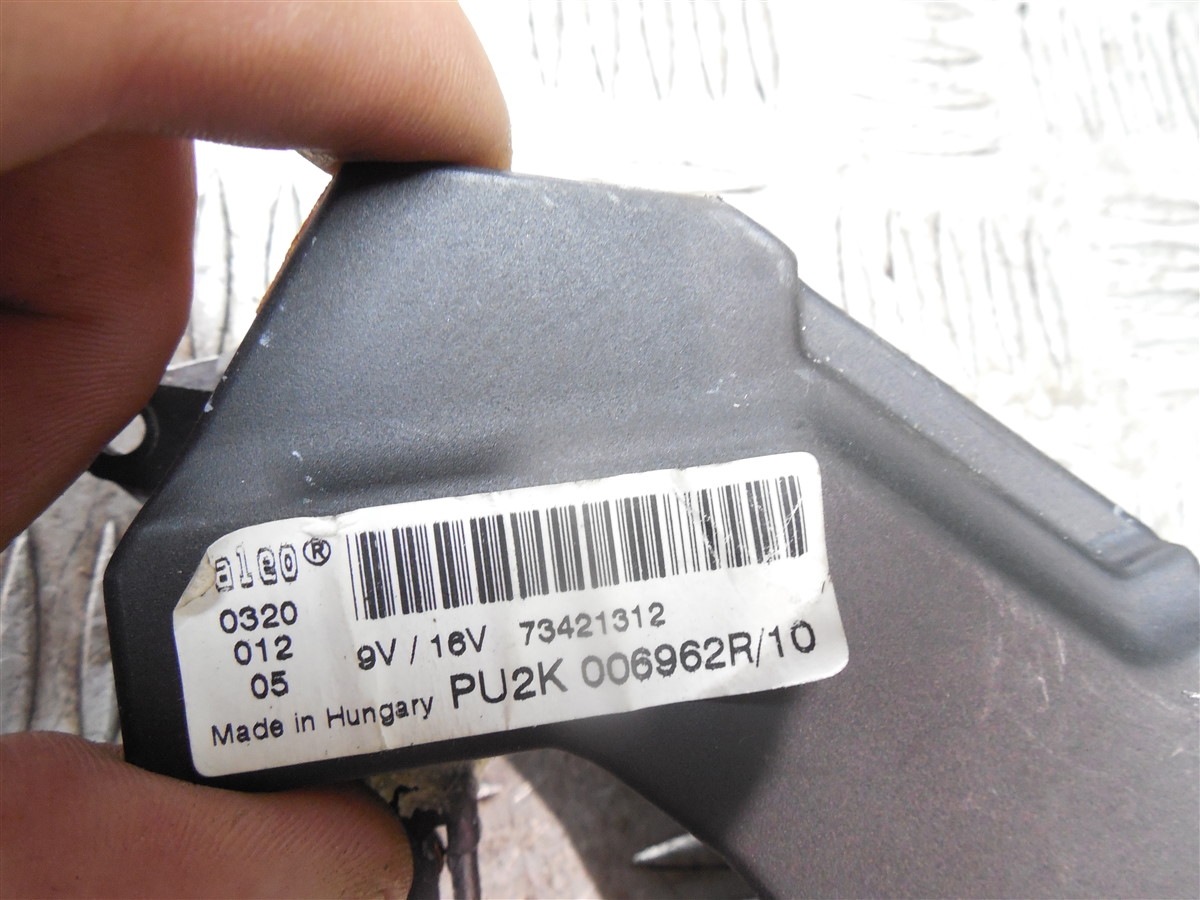 aleo®
0320
012
05
9V / 16V 73421312
PU2K 006962R/10
Made in Hungary